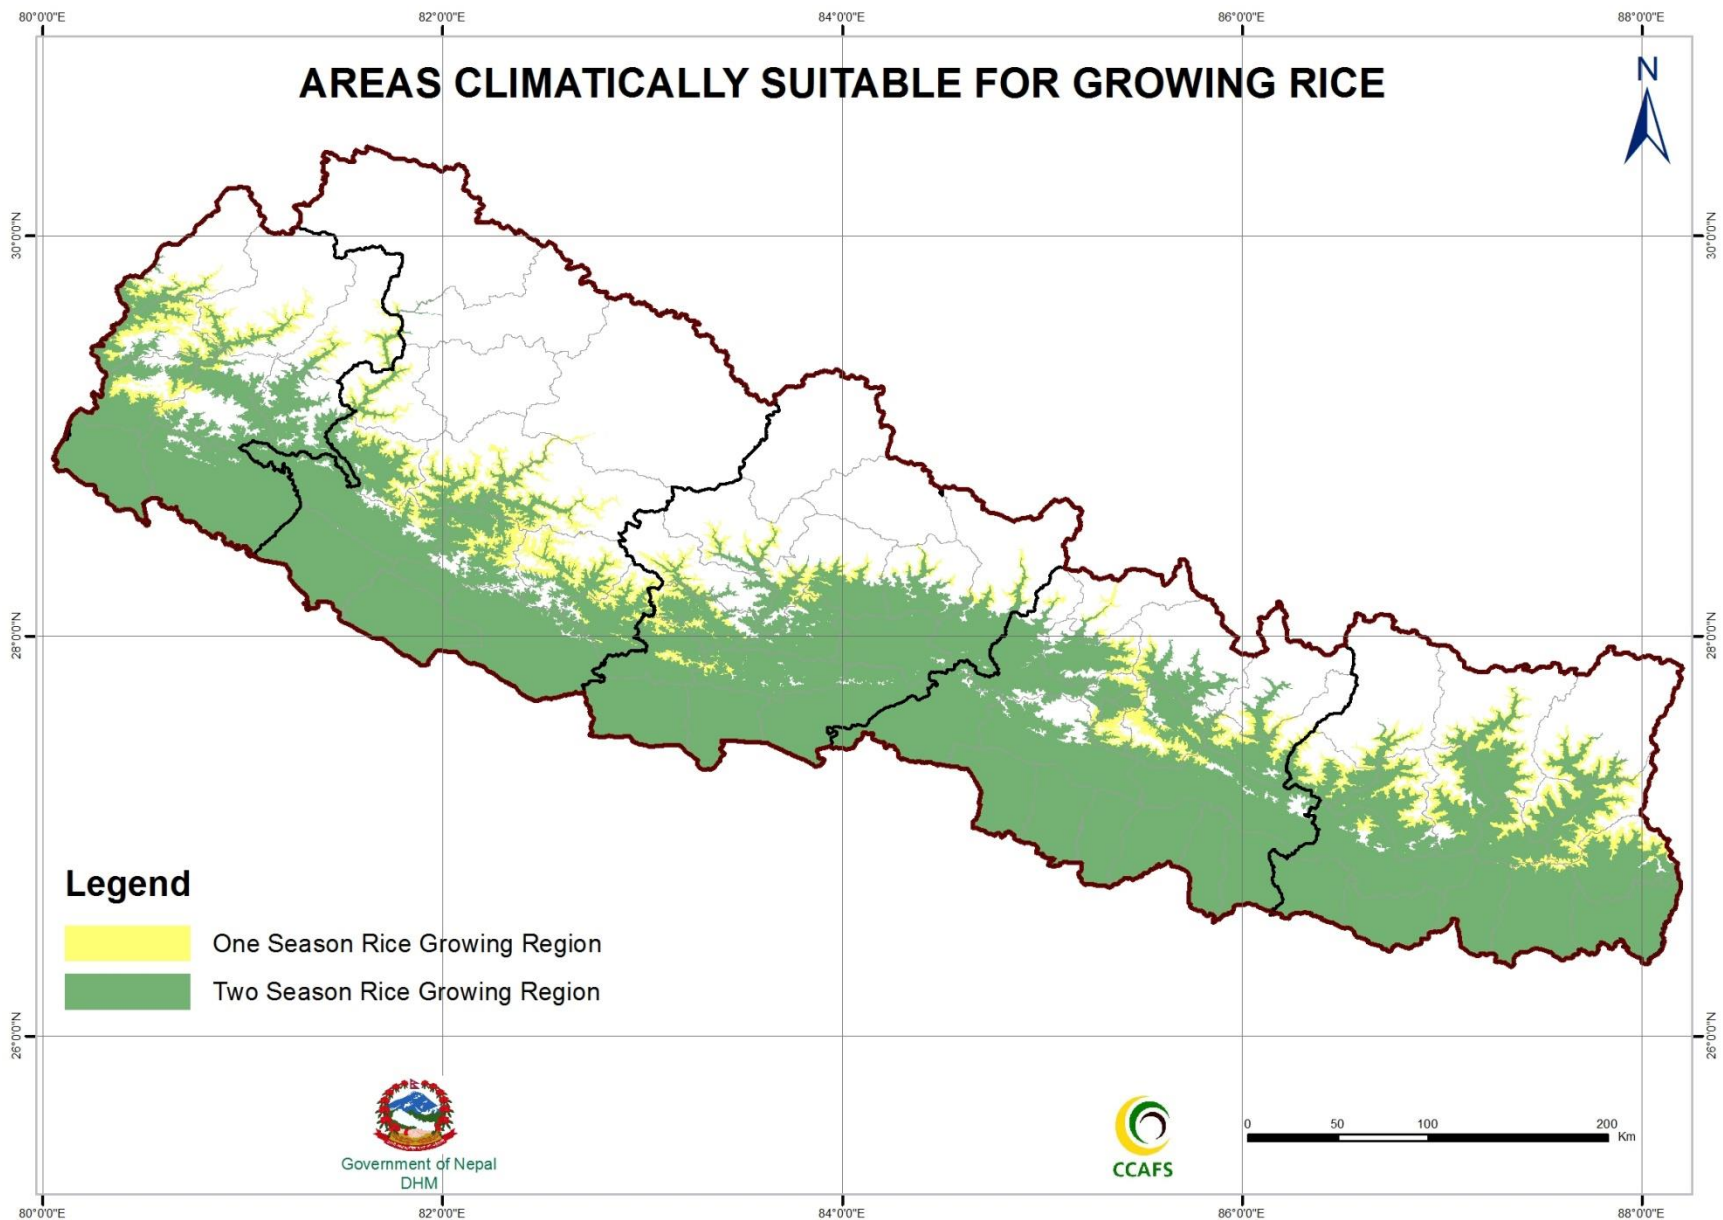 80°0'0"E 82°0'0"E 84°0'0"E 86°0'0"E 88°0'0"E
AREAS CLIMATICALLY SUITABLE FOR GROWING RICE
N
30°0'0"N 30°0'0"N
28°0'0"N 28°0'0"N
Legend
One Season Rice Growing Region
Two Season Rice Growing Region
26°0'0"N 26°0'0"N
Government of Nepal
DHM
CCAFS
0 50 100 200
Km
80°0'0"E 82°0'0"E 84°0'0"E 86°0'0"E 88°0'0"E